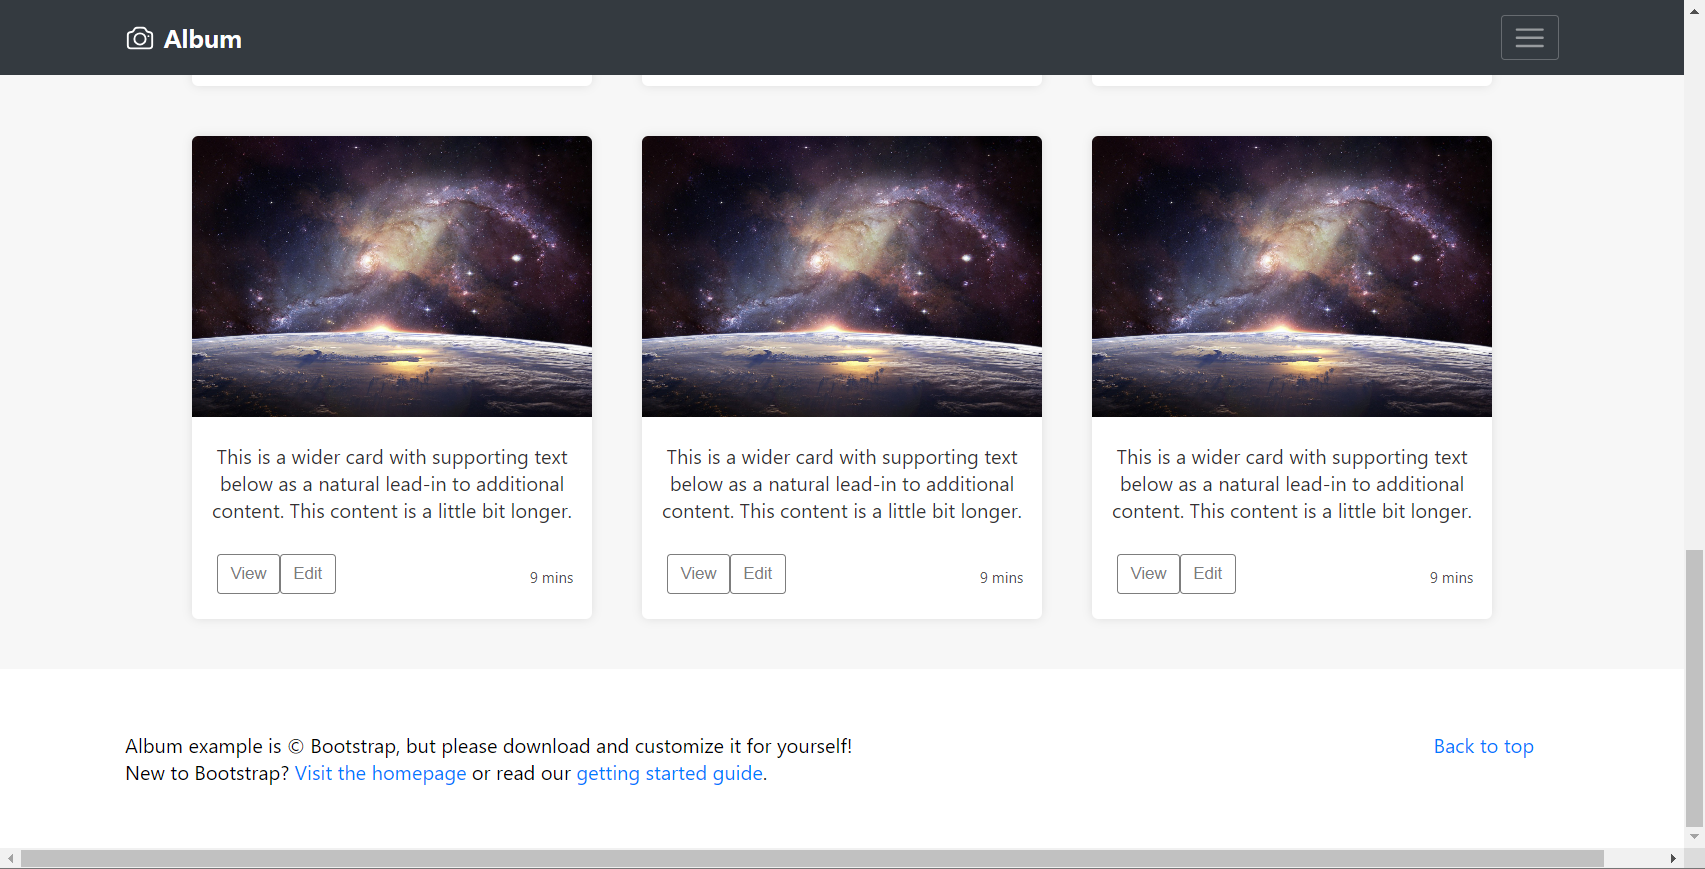 Album
This is a wider card with supporting text
below as a natural lead-in to additional
content. This content is a little bit longer.
View Edit 9 mins
This is a wider card with supporting text
below as a natural lead-in to additional
content. This content is a little bit longer.
View Edit 9 mins
This is a wider card with supporting text
below as a natural lead-in to additional
content. This content is a little bit longer.
View Edit 9 mins
Album example is © Bootstrap, but please download and customize it for yourself!
New to Bootstrap? Visit the homepage or read our getting started guide.
Back to top